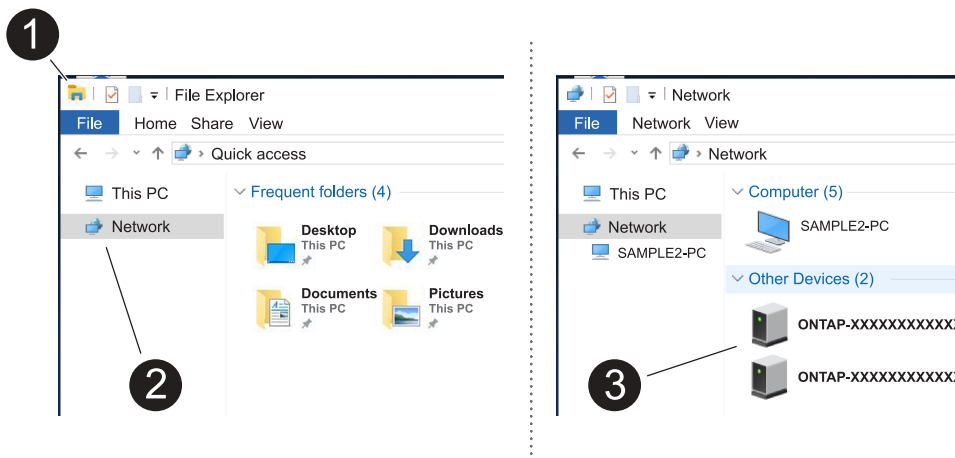 1
File Explorer
File Home Share View
Quick access
This PC
Network
Frequent folders (4)
Desktop
This PC
Downloads
This PC
Documents
This PC
Pictures
This PC
2
Network
File Network View
Network
This PC
Network
SAMPLE2-PC
Computer (5)
SAMPLE2-PC
Other Devices (2)
ONTAP-XXXXXXXXXXXX
ONTAP-XXXXXXXXXXXX
3